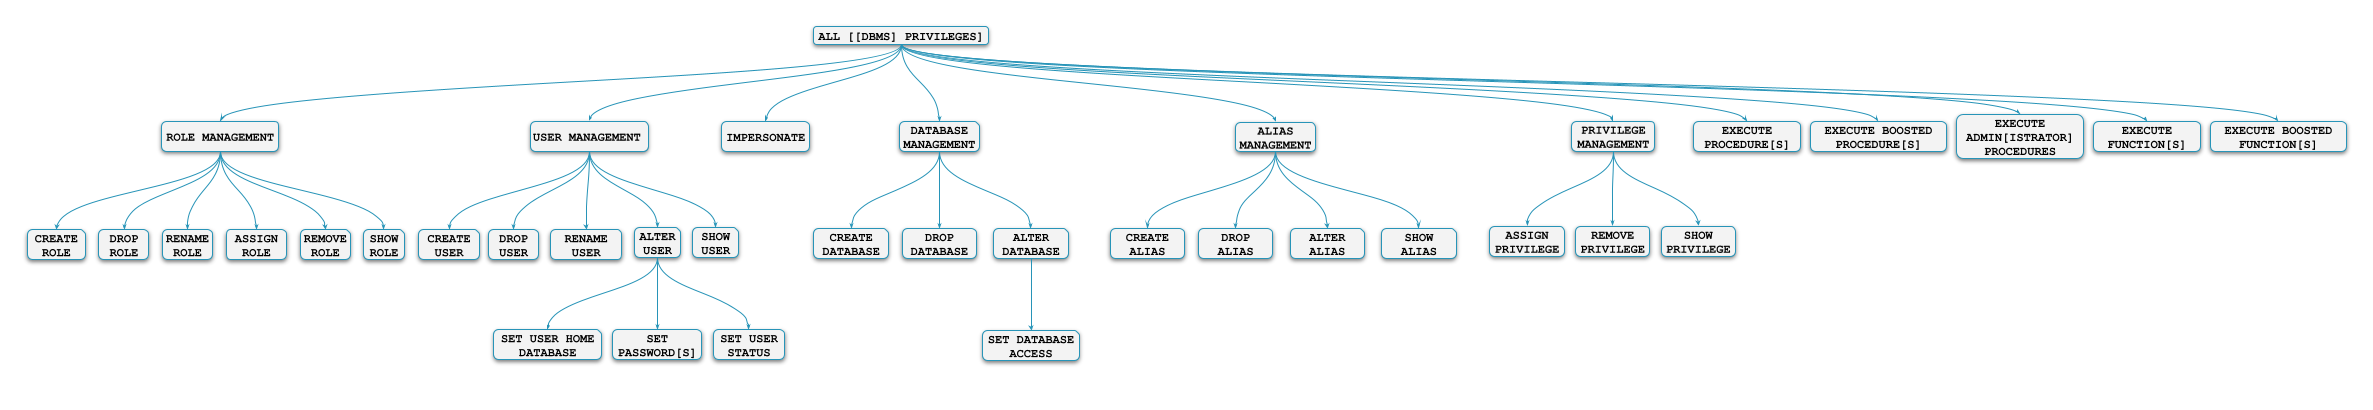 ALL [[DBMS] PRIVILEGES]
ROLE MANAGEMENT
USER MANAGEMENT
IMPERSONATE
DATABASE
MANAGEMENT
ALIAS
MANAGEMENT
PRIVILEGE
MANAGEMENT
EXECUTE
PROCEDURE[S]
EXECUTE BOOSTED
PROCEDURE[S]
EXECUTE
ADMIN[ISTRATOR]
PROCEDURES
EXECUTE
FUNCTION[S]
EXECUTE BOOSTED
FUNCTION[S]
CREATE
ROLE
DROP
ROLE
RENAME
ROLE
ASSIGN
ROLE
REMOVE
ROLE
SHOW
ROLE
CREATE
USER
DROP
USER
RENAME
USER
ALTER
USER
SHOW
USER
CREATE
DATABASE
DROP
DATABASE
ALTER
DATABASE
CREATE
ALIAS
DROP
ALIAS
ALTER
ALIAS
SHOW
ALIAS
ASSIGN
PRIVILEGE
REMOVE
PRIVILEGE
SHOW
PRIVILEGE
SET USER HOME
DATABASE
SET
PASSWORD[S]
SET USER
STATUS
SET DATABASE
ACCESS